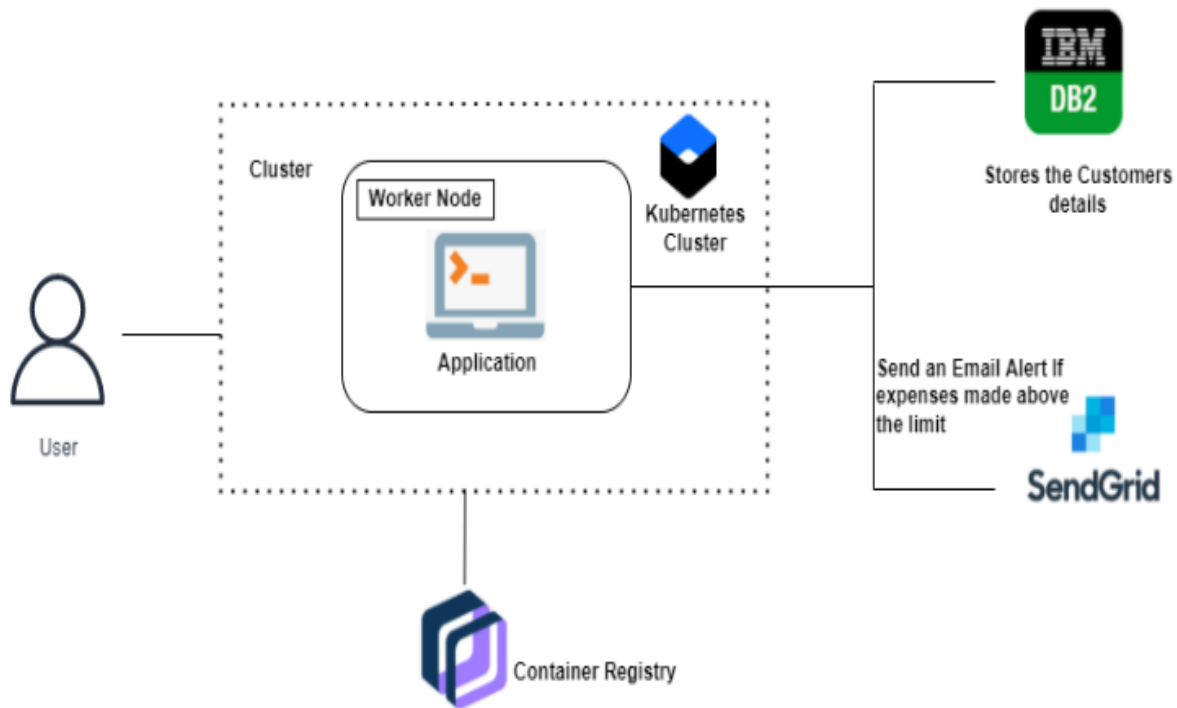 IBM
DB2
Stores the Customers
details
Cluster
Worker Node
Kubernetes
Cluster
Application
User
Send an Email Alert If
expenses made above
the limit
SendGrid
Container Registry